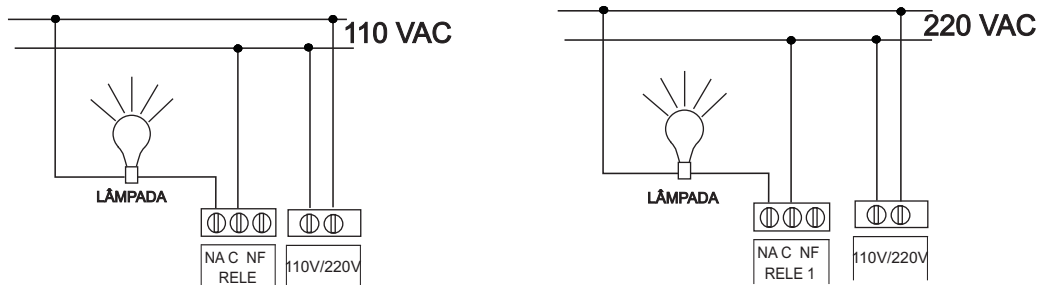 110 VAC
LÂMPADA
NA C NF
RELE
110V/220V
220 VAC
LÂMPADA
NA C NF
RELE 1
110V/220V